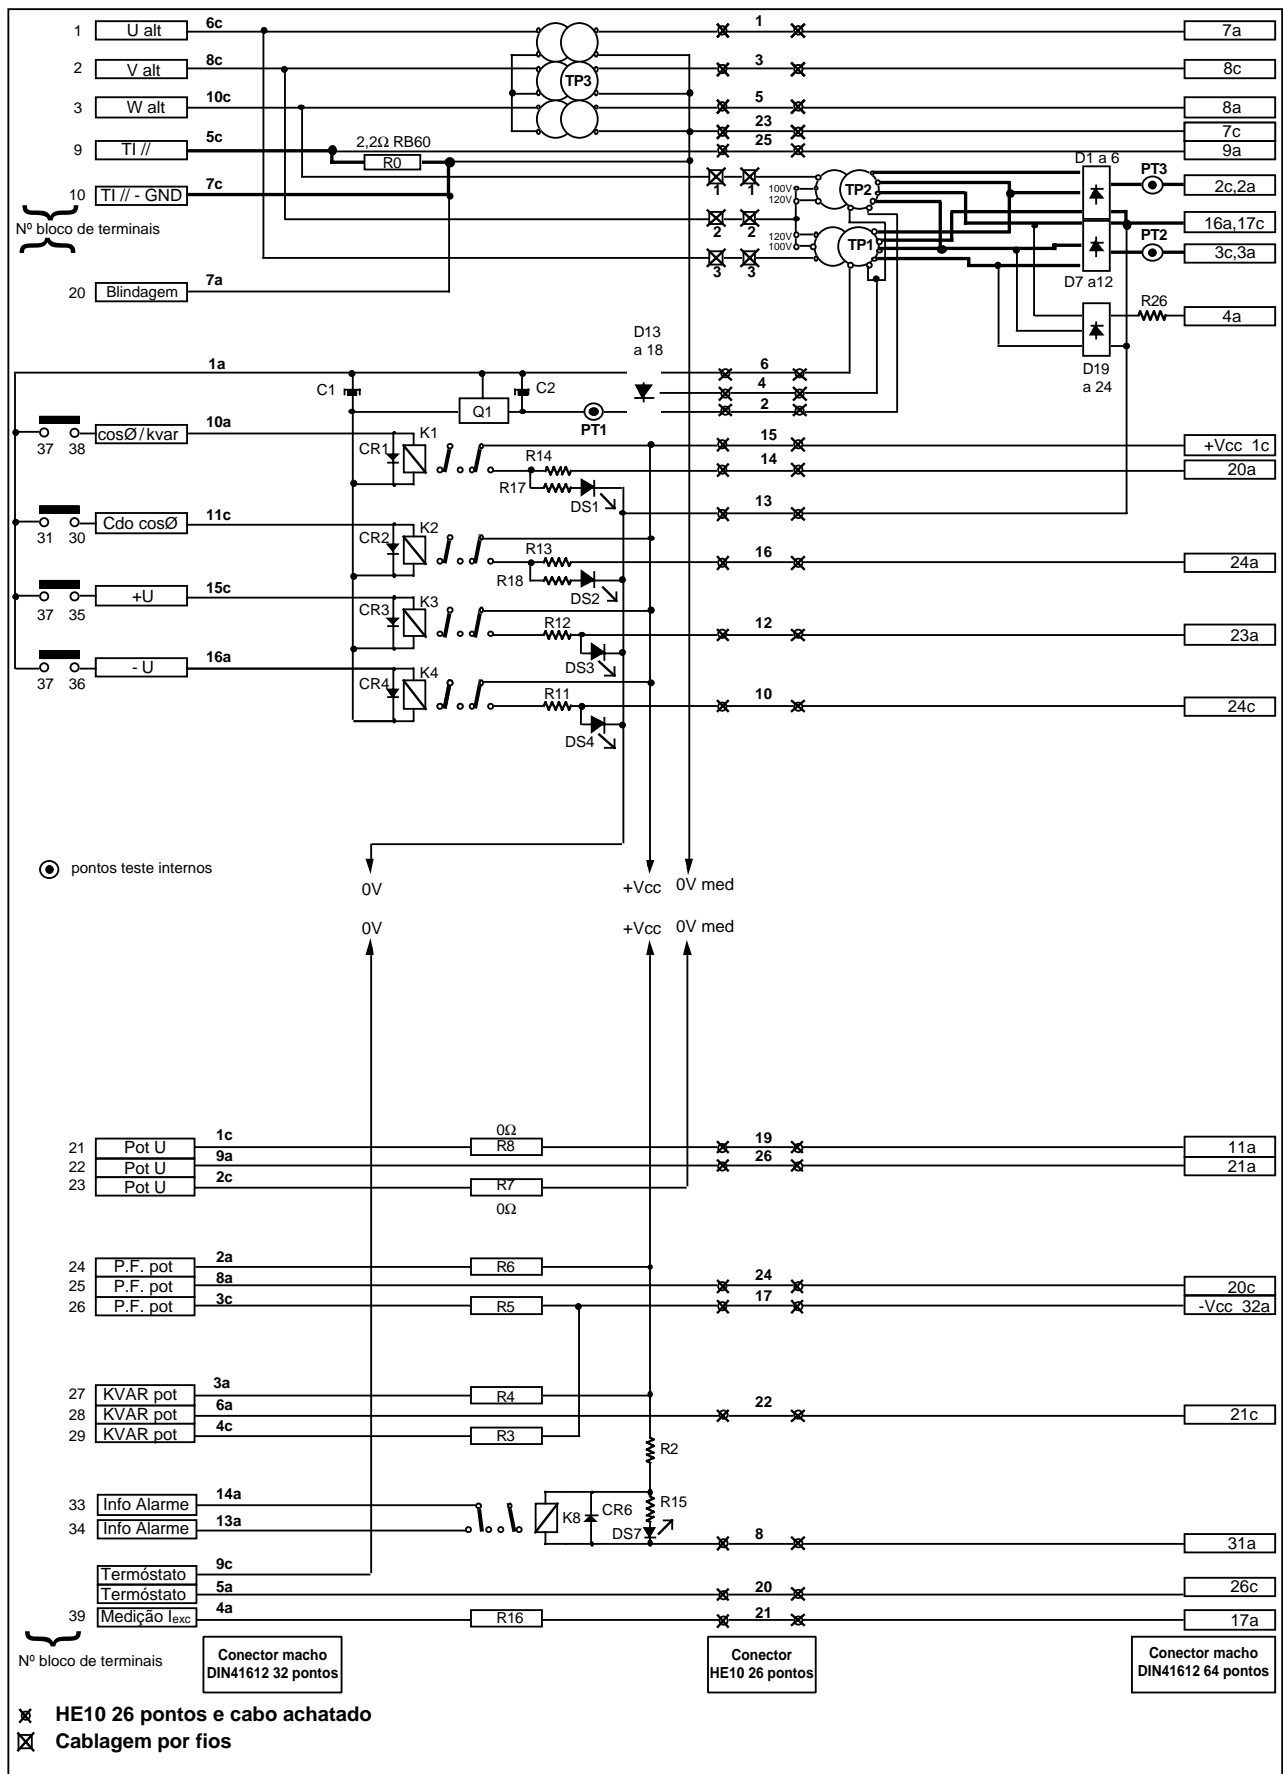 1 U alt 6c 1 7a
2 V alt 8c TP3 3 8c
3 W alt 10c 5 8a
23 7c
9 TI // 5c 2,2Ω RB60 25 9a
R0 D1 a 6 PT3
10 TI // - GND 7c 1 1 100V 120V TP2 2c,2a
Nº bloco de terminais 2 2 16a,17c
120V 100V TP1 PT2 3c,3a
3 3
20 Blindagem 7a D7 a12
R26 4a
D13 a 18
D19 a 24
1a 6
C1 C2 4
Q1 PT1 2
37 38 cosØ/kvar 10a CR1 K1 15 +Vcc 1c
R14 14 20a
R17 DS1 13
31 30 Cdo cosØ 11c CR2 K2
R13 16 24a
R18 DS2
37 35 +U 15c CR3 K3
R12 12 23a
DS3
37 36 - U 16a CR4 K4
R11 10 24c
DS4
pontos teste internos
0V +Vcc 0V med
0V +Vcc 0V med
21 Pot U 1c 0Ω R8 19 11a
22 Pot U 9a 26 21a
23 Pot U 2c R7 0Ω
24 P.F. pot 2a R6
25 P.F. pot 8a 24 20c
26 P.F. pot 3c R5 17 -Vcc 32a
27 KVAR pot 3a R4
28 KVAR pot 6a 22 21c
29 KVAR pot 4c R3
R2
33 Info Alarme 14a K8 CR6 R15
34 Info Alarme 13a DS7 8 31a
Termóstato 9c
Termóstato 5a 20 26c
39 Medição Iexc 4a R16 21 17a
Nº bloco de terminais
Conector macho
DIN41612 32 pontos
Conector
HE10 26 pontos
Conector macho
DIN41612 64 pontos
HE10 26 pontos e cabo achatado
Cablagem por fios